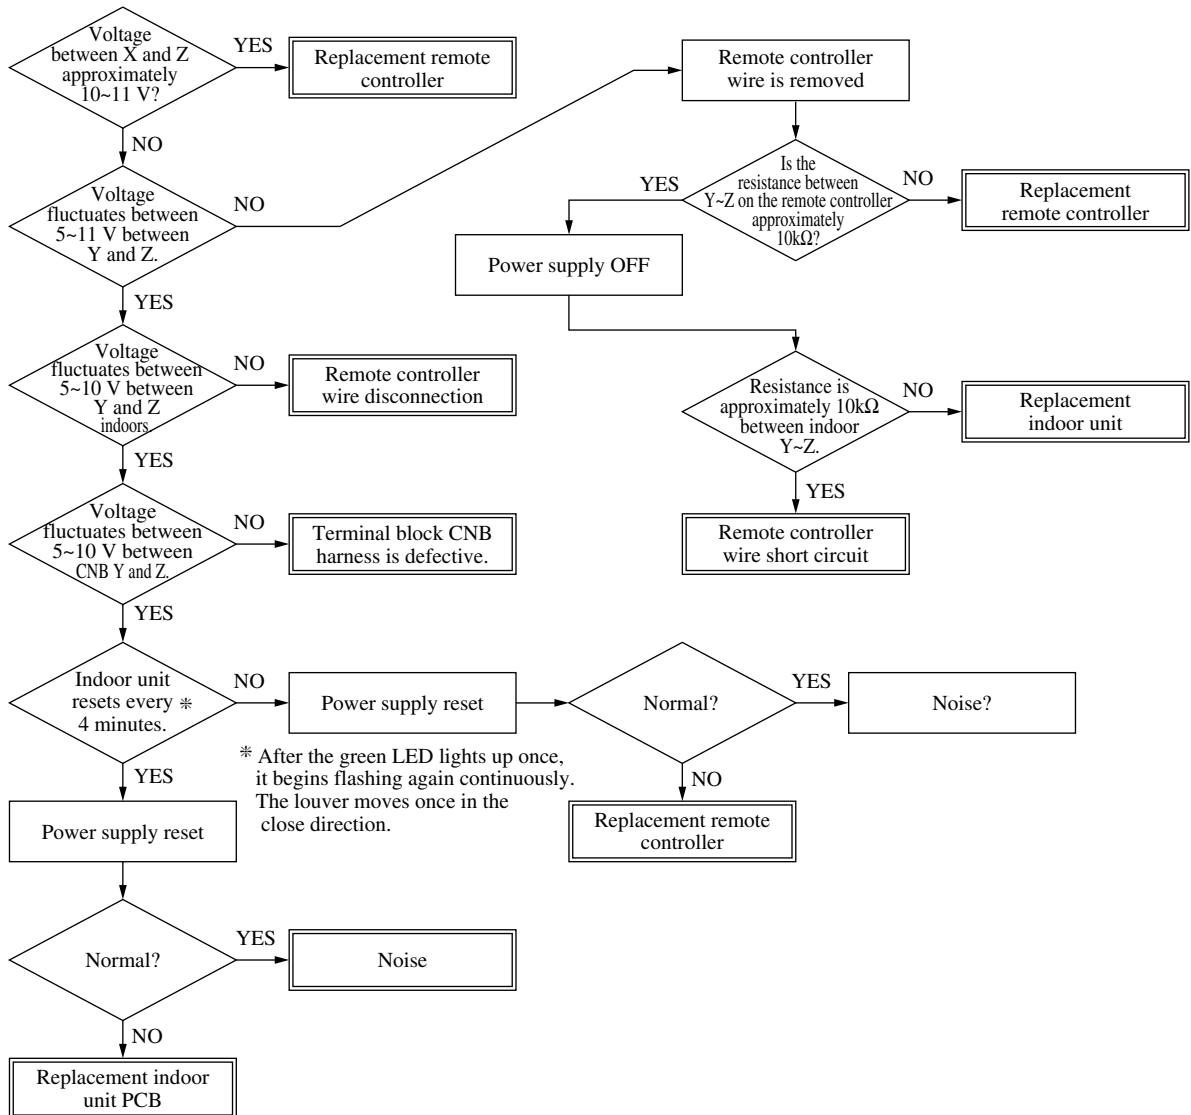 Voltage
between X and Z
approximately
10~11 V?
YES
Replacement remote
controller
NO
Voltage
fluctuates between
5~11 V between
Y and Z.
NO
Remote controller
wire is removed
Is the
resistance between
Y~Z on the remote controller
approximately
10kΩ?
NO
Replacement
remote controller
YES
Power supply OFF
Resistance is
approximately 10kΩ
between indoor
Y~Z.
NO
Replacement
indoor unit
YES
Remote controller
wire short circuit
YES
Voltage
fluctuates between
5~10 V between
Y and Z
indoors.
NO
Remote controller
wire disconnection
YES
Voltage
fluctuates between
5~10 V between
CNB Y and Z.
NO
Terminal block CNB
harness is defective.
YES
Indoor unit
resets every *
4 minutes.
NO
Power supply reset
Normal?
YES
Noise?
NO
Replacement remote
controller
* After the green LED lights up once,
it begins flashing again continuously.
The louver moves once in the
close direction.
YES
Power supply reset
Normal?
YES
Noise
NO
Replacement indoor
unit PCB